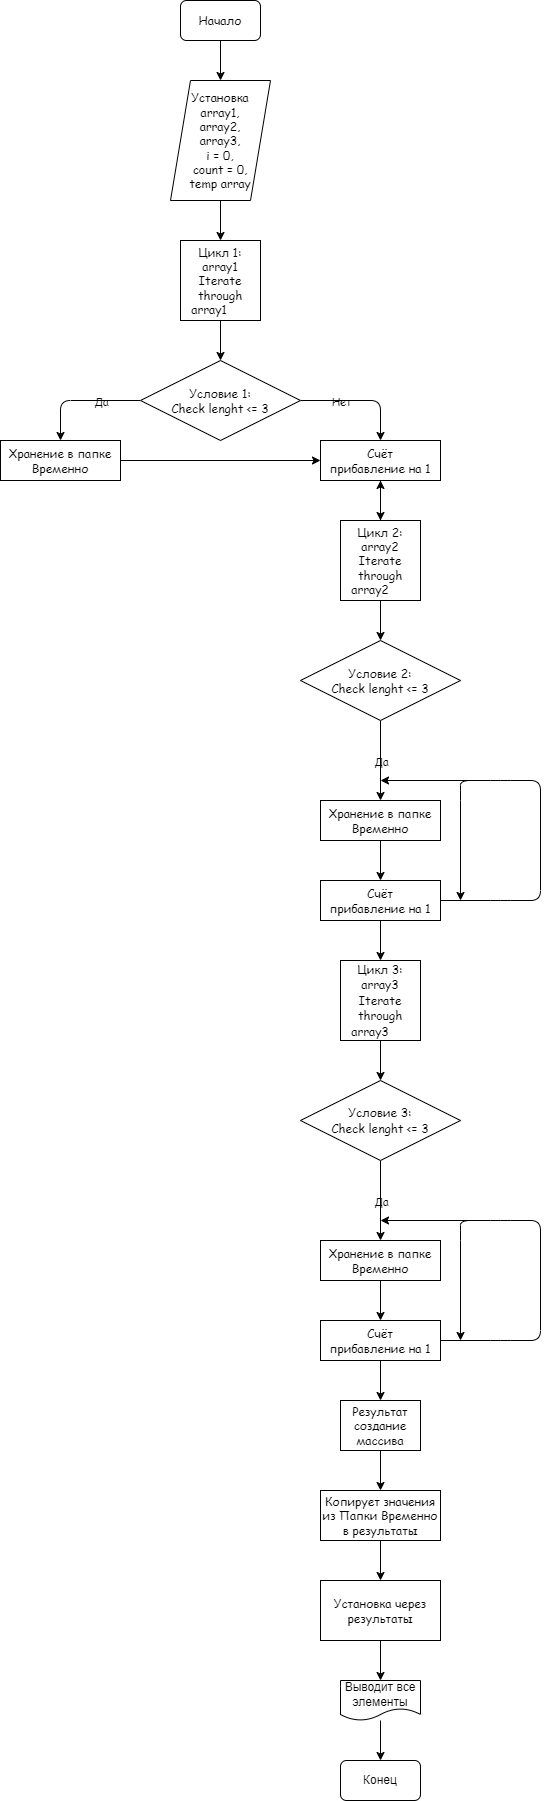 Начало
Установка
array1,
array2,
array3,
i = 0,
count = 0,
temp array
Цикл 1:
array1
Iterate
through
array1
Условие 1:
Check lenght <= 3
Да
Нет
Хранение в папке
Временно
Счёт
прибавление на 1
Цикл 2:
array2
Iterate
through
array2
Условие 2:
Check lenght <= 3
Да
Хранение в папке
Временно
Счёт
прибавление на 1
Цикл 3:
array3
Iterate
through
array3
Условие 3:
Check lenght <= 3
Да
Хранение в папке
Временно
Счёт
прибавление на 1
Результат
создание
массива
Копирует значения
из Папки Временно
в результаты
Установка через
результаты
Выводит все
элементы
Конец